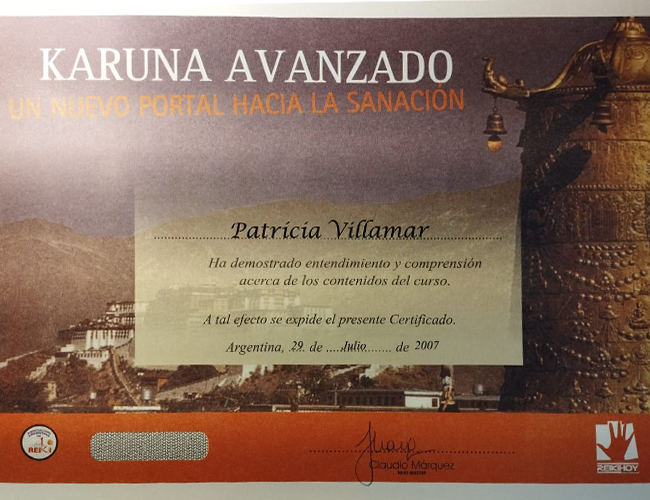 KARUNA AVANZADO
UN NUEVO PORTAL HACIA LA SANACIÓN
Patricia Villamar
Ha demostrado entendimiento y comprensión
acerca de los contenidos del curso.
A tal efecto se expide el presente Certificado.
Argentina, 29 de Julio de 2007
Claudio Márquez
REIKI MASTER
REIKI
REIKIHOY